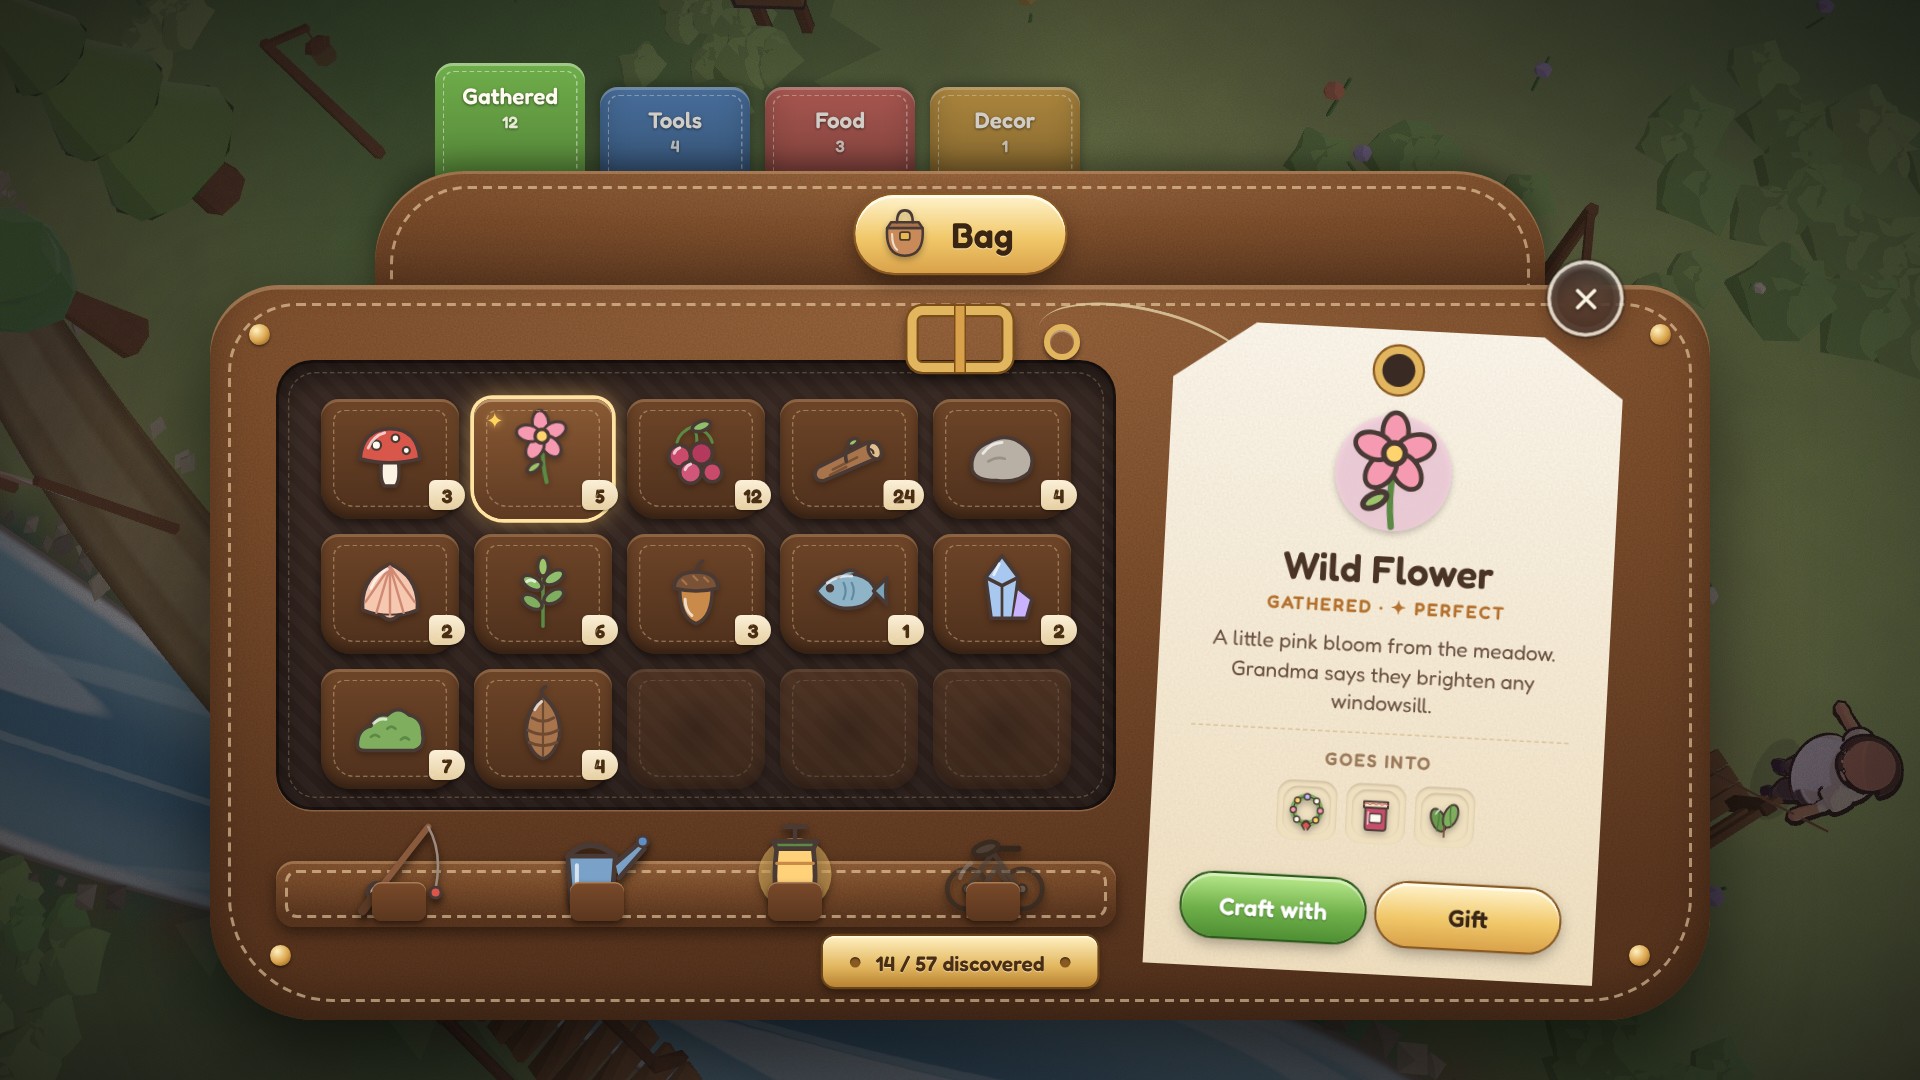 Gathered
12
Tools
4
Food
3
Decor
1
Bag
3
5
12
24
4
2
6
3
1
2
7
4
14 / 57 discovered
Wild Flower
GATHERED · ✦ PERFECT
A little pink bloom from the meadow.
Grandma says they brighten any
windowsill.
GOES INTO
Craft with
Gift